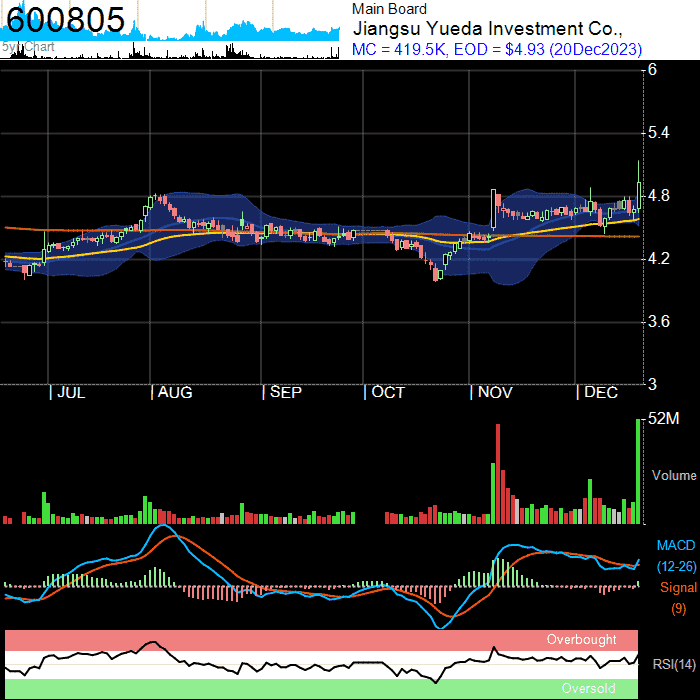 600805
5yr Chart
Main Board
Jiangsu Yueda Investment Co.,
MC = 419.5K, EOD = $4.93 (20Dec2023)
6
5.4
4.8
4.2
3.6
3
| JUL | AUG | SEP | OCT | NOV | DEC
52M
Volume
MACD
(12-26)
Signal
(9)
Overbought
RSI(14)
Oversold